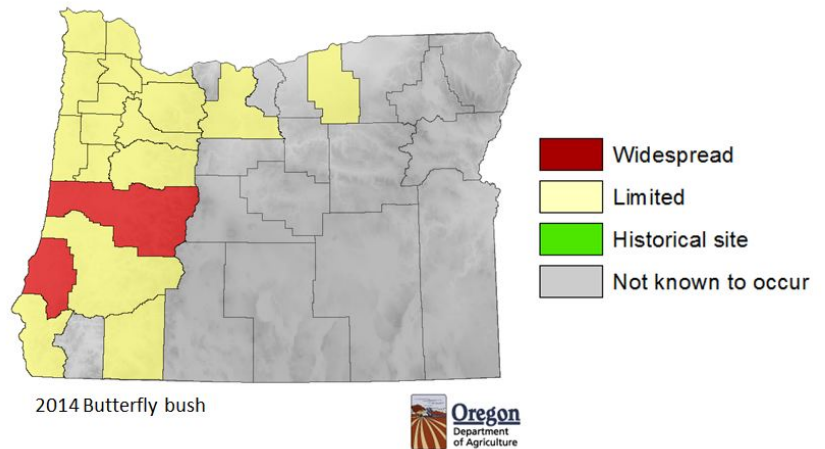 Widespread
Limited
Historical site
Not known to occur
2014 Butterfly bush
Oregon
Department
of Agriculture